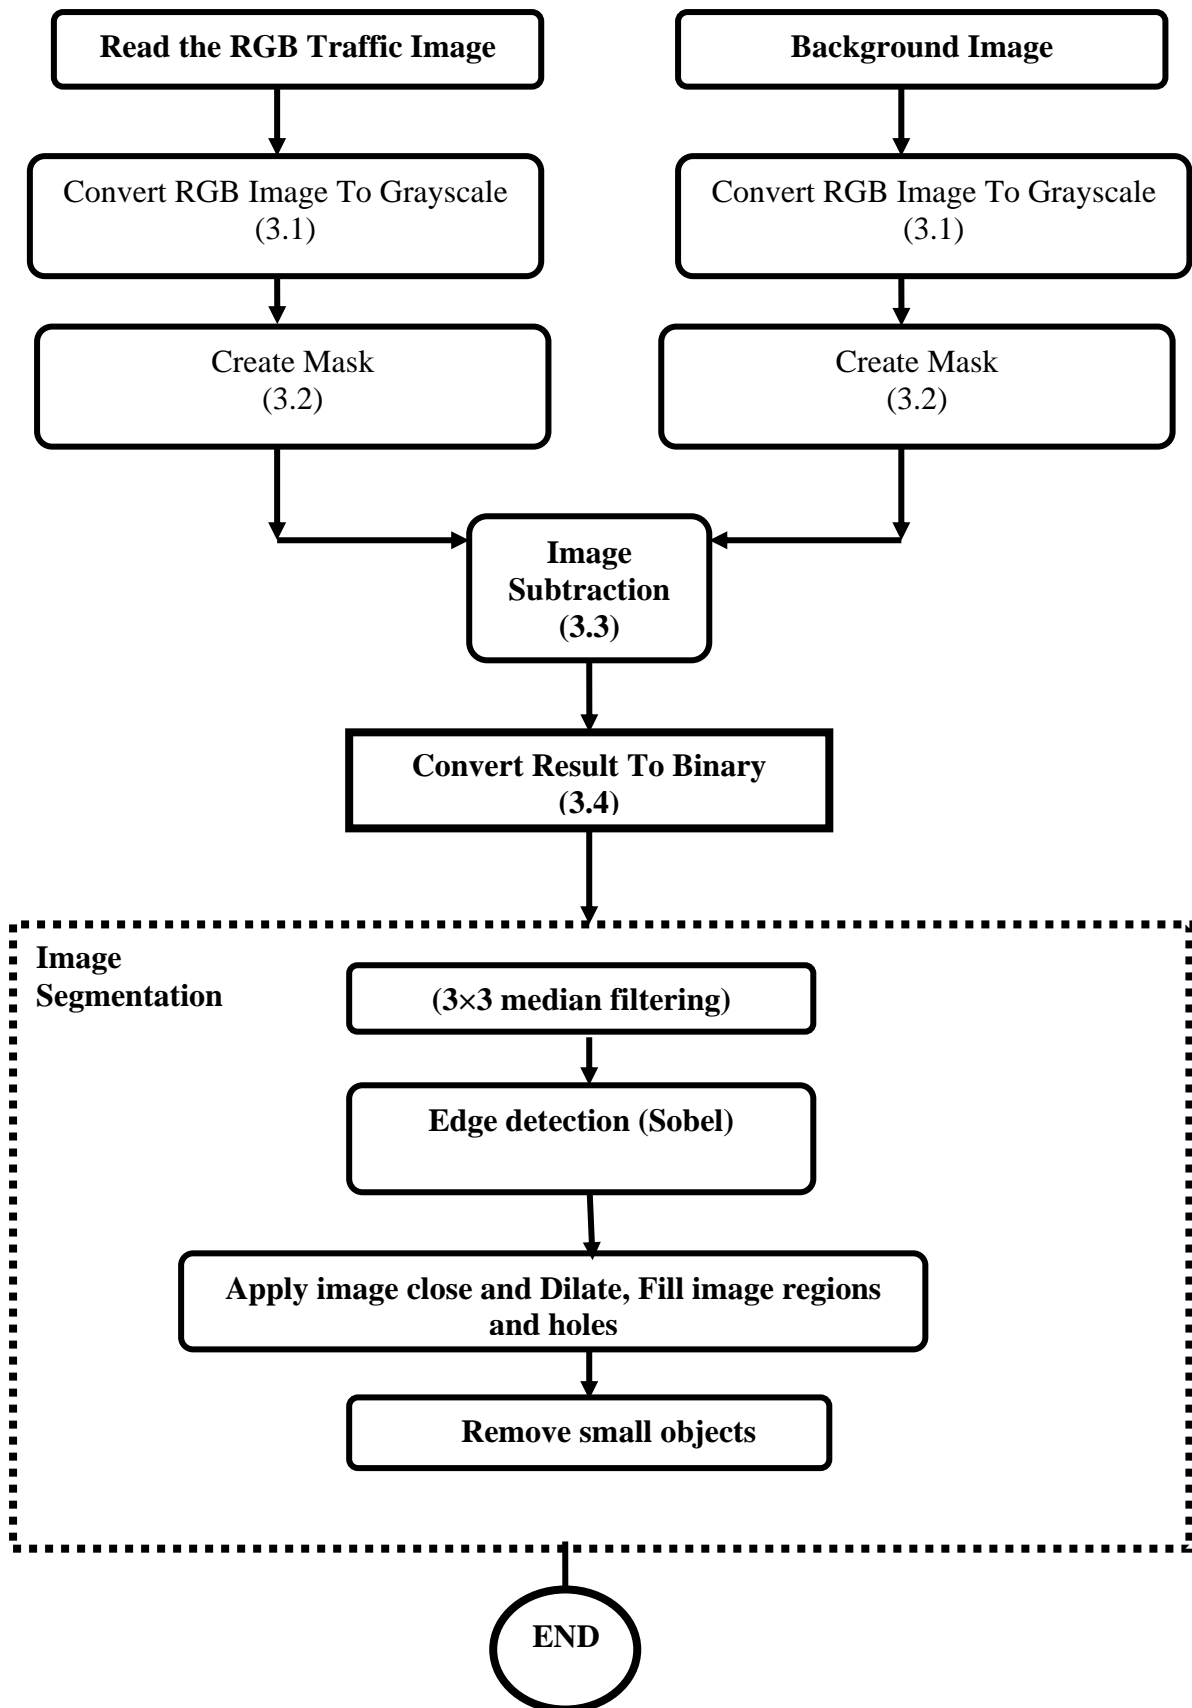 Read the RGB Traffic Image
Background Image
Convert RGB Image To Grayscale
(3.1)
Convert RGB Image To Grayscale
(3.1)
Create Mask
(3.2)
Create Mask
(3.2)
Image
Subtraction
(3.3)
Convert Result To Binary
(3.4)
Image
Segmentation
(3×3 median filtering)
Edge detection (Sobel)
Apply image close and Dilate, Fill image regions
and holes
Remove small objects
END